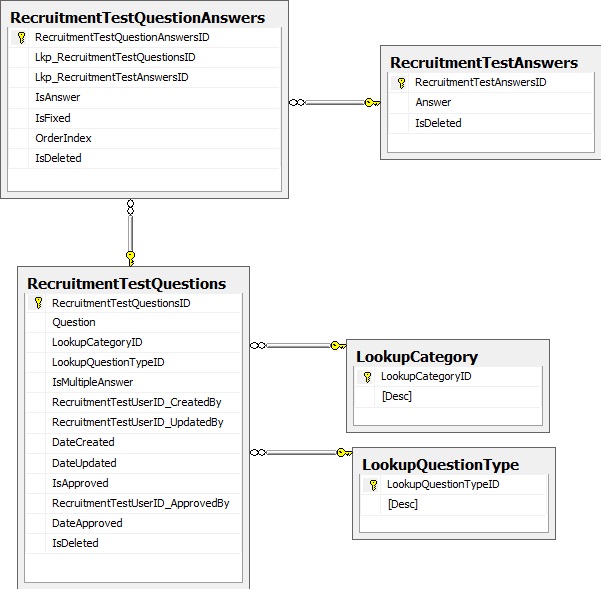 RecruitmentTestQuestionAnswers
RecruitmentTestQuestionAnswersID
Lkp_RecruitmentTestQuestionsID
Lkp_RecruitmentTestAnswersID
IsAnswer
IsFixed
OrderIndex
IsDeleted
RecruitmentTestAnswers
RecruitmentTestAnswersID
Answer
IsDeleted
RecruitmentTestQuestions
RecruitmentTestQuestionsID
Question
LookupCategoryID
LookupQuestionTypeID
IsMultipleAnswer
RecruitmentTestUserID_CreatedBy
RecruitmentTestUserID_UpdatedBy
DateCreated
DateUpdated
IsApproved
RecruitmentTestUserID_ApprovedBy
DateApproved
IsDeleted
LookupCategory
LookupCategoryID
[Desc]
LookupQuestionType
LookupQuestionTypeID
[Desc]